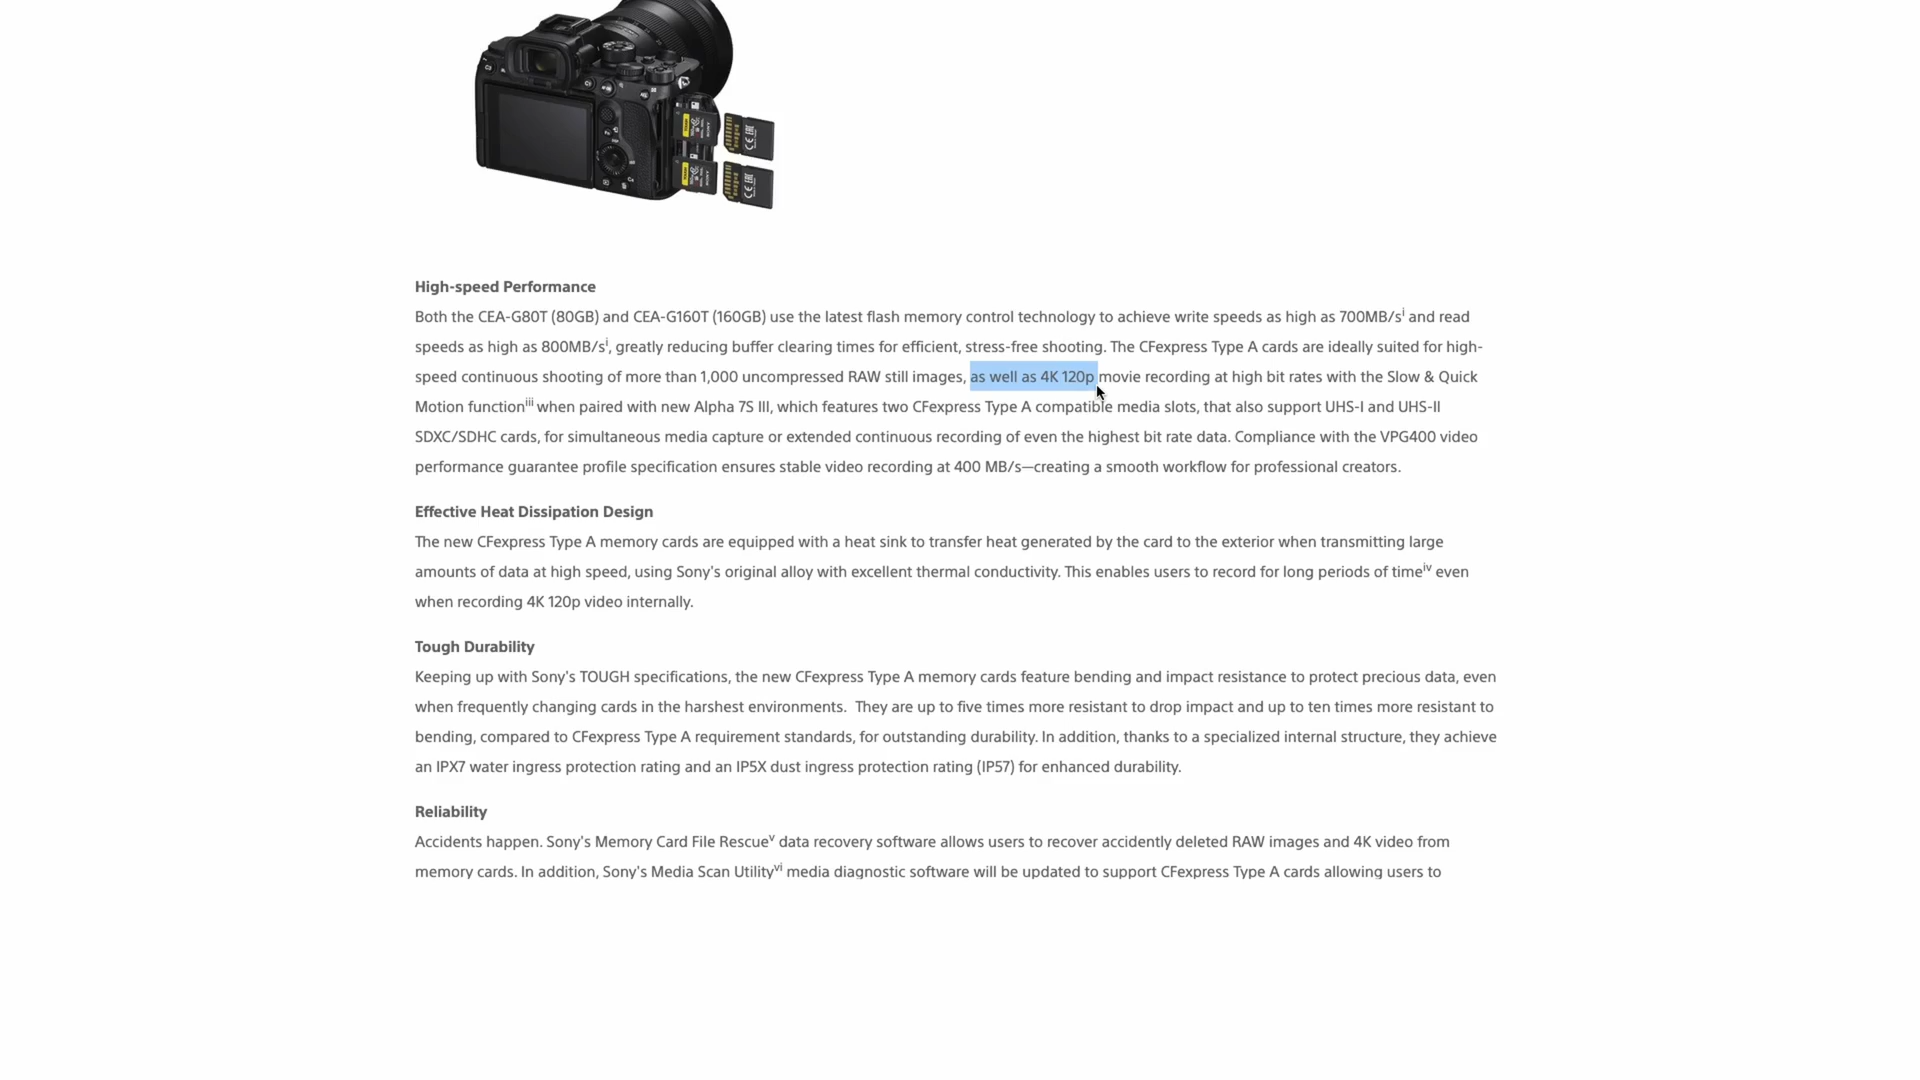 High-speed Performance
Both the CEA-G80T (80GB) and CEA-G160T (160GB) use the latest flash memory control technology to achieve write speeds as high as 700MB/sⁱ and read
speeds as high as 800MB/sⁱ, greatly reducing buffer clearing times for efficient, stress-free shooting. The CFexpress Type A cards are ideally suited for high-
speed continuous shooting of more than 1,000 uncompressed RAW still images, as well as 4K 120p movie recording at high bit rates with the Slow & Quick
Motion functionⁱⁱⁱ when paired with new Alpha 7S III, which features two CFexpress Type A compatible media slots, that also support UHS-I and UHS-II
SDXC/SDHC cards, for simultaneous media capture or extended continuous recording of even the highest bit rate data. Compliance with the VPG400 video
performance guarantee profile specification ensures stable video recording at 400 MB/s—creating a smooth workflow for professional creators.
Effective Heat Dissipation Design
The new CFexpress Type A memory cards are equipped with a heat sink to transfer heat generated by the card to the exterior when transmitting large
amounts of data at high speed, using Sony's original alloy with excellent thermal conductivity. This enables users to record for long periods of timeⁱᵛ even
when recording 4K 120p video internally.
Tough Durability
Keeping up with Sony's TOUGH specifications, the new CFexpress Type A memory cards feature bending and impact resistance to protect precious data, even
when frequently changing cards in the harshest environments.  They are up to five times more resistant to drop impact and up to ten times more resistant to
bending, compared to CFexpress Type A requirement standards, for outstanding durability. In addition, thanks to a specialized internal structure, they achieve
an IPX7 water ingress protection rating and an IP5X dust ingress protection rating (IP57) for enhanced durability.
Reliability
Accidents happen. Sony's Memory Card File Rescueᵛ data recovery software allows users to recover accidently deleted RAW images and 4K video from
memory cards. In addition, Sony's Media Scan Utilityᵛⁱ media diagnostic software will be updated to support CFexpress Type A cards allowing users to